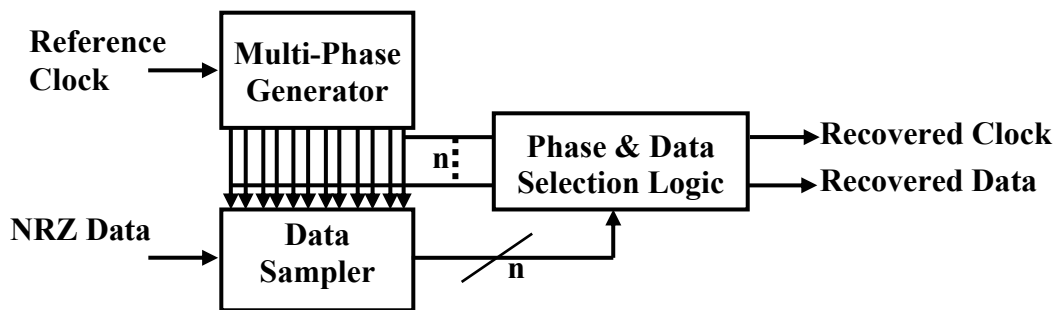 Reference
Clock
Multi-Phase
Generator
n
Phase & Data
Selection Logic
Recovered Clock
Recovered Data
NRZ Data
Data
Sampler
n